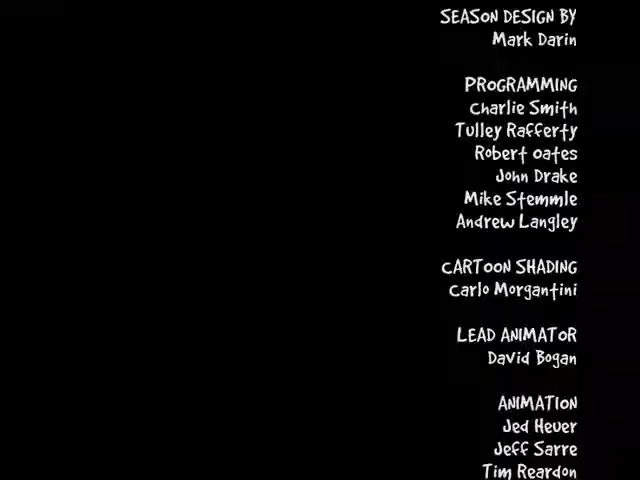 SEASON DESIGN BY
Mark Darin
PROGRAMMING
Charlie Smith
Tulley Rafferty
Robert Oates
John Drake
Mike Stemmle
Andrew Langley
CARTOON SHADING
Carlo Morgantini
LEAD ANIMATOR
David Bogan
ANIMATION
Jed Heuer
Jeff Sarre
Tim Reardon